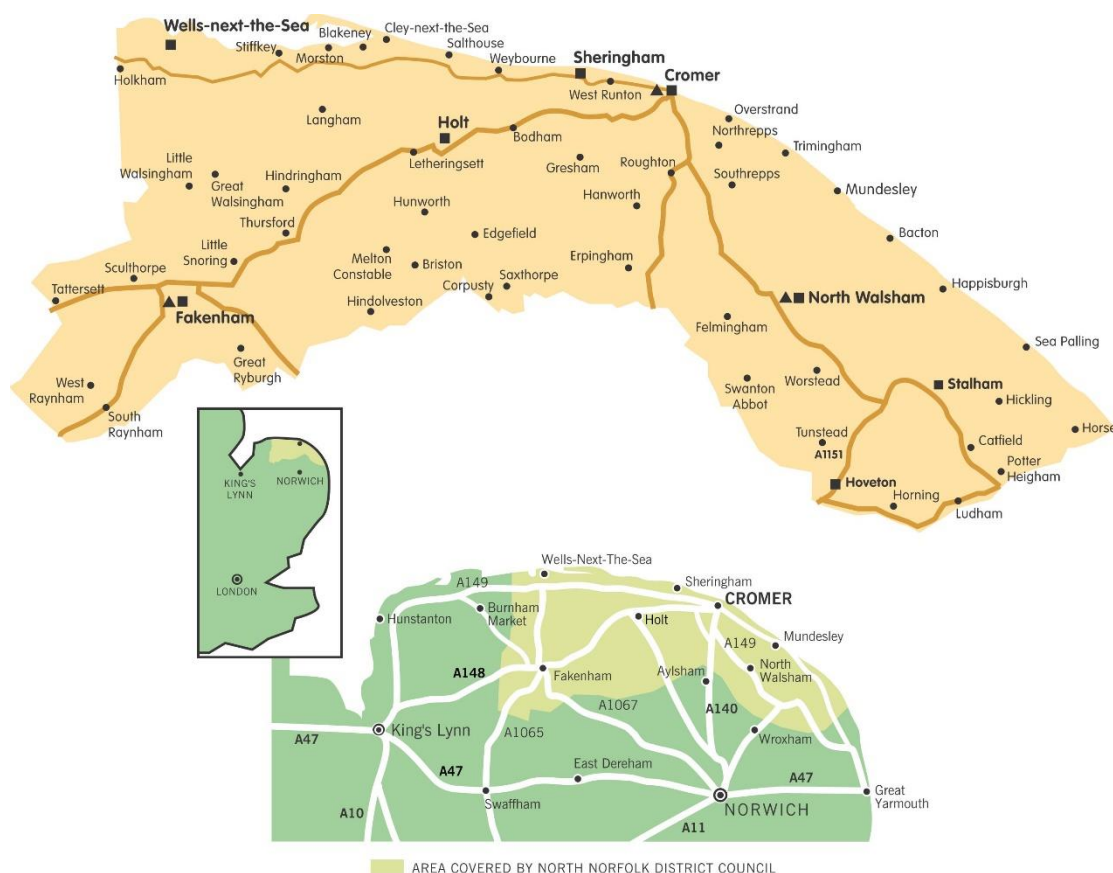 Wells-next-the-Sea
Cley-next-the-Sea
Blakeney
Stiffkey
Morston
Salthouse
Weybourne
Sheringham
Cromer
Holkham
West Runton
Langham
Holt
Bodham
Overstrand
Northrepps
Trimingham
Letheringsett
Gresham
Roughton
Southrepps
Mundesley
Little
Walsingham
Great
Walsingham
Hindringham
Hunworth
Hanworth
Thursford
Edgefield
Bacton
Little
Snoring
Melton
Constable
Briston
Saxthorpe
Erpingham
Sculthorpe
Corpusty
Happisburgh
Tattersett
Hindolveston
North Walsham
Fakenham
Felmingham
Sea Palling
Great
Ryburgh
West
Raynham
Swanton
Abbot
Worstead
Stalham
Hickling
South
Raynham
Tunstead
A1151
Catfield
Horse
Hoveton
Horning
Potter
Heigham
Ludham
KING'S
LYNN
NORWICH
LONDON
Wells-Next-The-Sea
A149
Sheringham
CROMER
Hunstanton
Burnham
Market
Holt
Mundesley
A149
A148
Fakenham
Aylsham
North
Walsham
A1067
A140
King's Lynn
A1065
A47
Wroxham
A47
East Dereham
A47
Swaffham
NORWICH
Great
Yarmouth
A10
A11
AREA COVERED BY NORTH NORFOLK DISTRICT COUNCIL